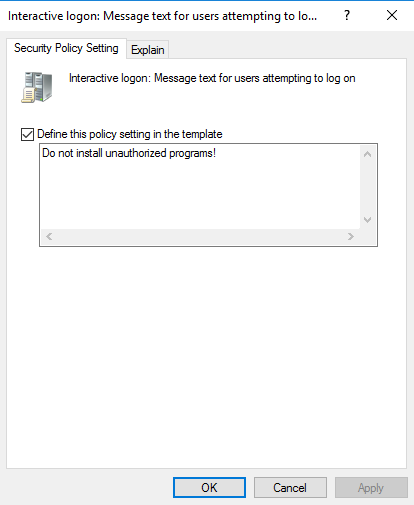 Interactive logon: Message text for users attempting to lo...
?
Security Policy Setting
Explain
Interactive logon: Message text for users attempting to log on
Define this policy setting in the template
Do not install unauthorized programs!
OK
Cancel
Apply